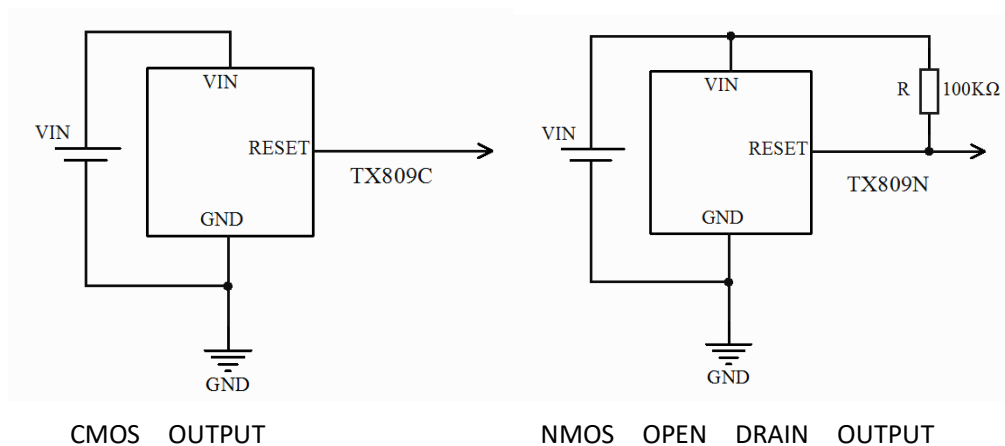 VIN
VIN
RESET
TX809C
GND
GND
CMOS OUTPUT
VIN
VIN
R 100KΩ
RESET
TX809N
GND
GND
NMOS OPEN DRAIN OUTPUT